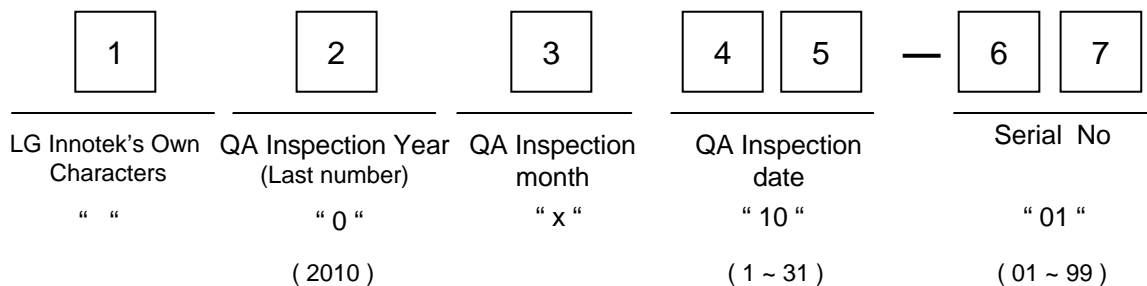 1 2 3 4 5 — 6 7
LG Innotek's Own Characters
QA Inspection Year
(Last number)
QA Inspection month
QA Inspection date
Serial No
“ “ “ 0 “ “ x “ “ 10 “ “ 01 “
( 2010 ) ( 1 ~ 31 ) ( 01 ~ 99 )